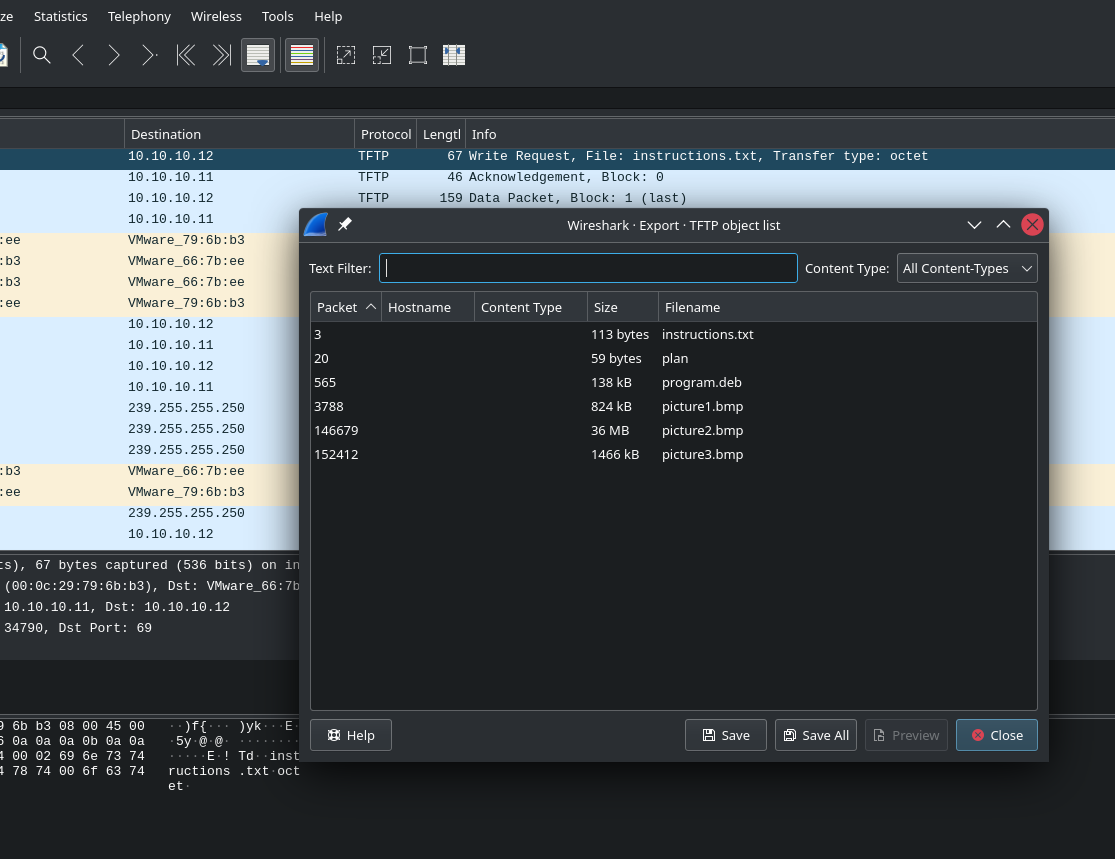 ze Statistics Telephony Wireless Tools Help
Destination Protocol Lengtl Info
10.10.10.12 TFTP 67 Write Request, File: instructions.txt, Transfer type: octet
10.10.10.11 TFTP 46 Acknowledgement, Block: 0
10.10.10.12 TFTP 159 Data Packet, Block: 1 (last)
10.10.10.11
:ee VMware_79:6b:b3
:b3 VMware_66:7b:ee
:b3 VMware_66:7b:ee
:ee VMware_79:6b:b3
10.10.10.12
10.10.10.11
10.10.10.12
10.10.10.11
239.255.255.250
239.255.255.250
239.255.255.250
:b3 VMware_66:7b:ee
:ee VMware_79:6b:b3
239.255.255.250
10.10.10.12
ts), 67 bytes captured (536 bits) on in
(00:0c:29:79:6b:b3), Dst: VMware_66:7b
10.10.10.11, Dst: 10.10.10.12
34790, Dst Port: 69
9 6b b3 08 00 45 00 ··)f{··· )yk···E·
6 0a 0a 0a 0b 0a 0a ·5y·@·@· ········
4 00 02 69 6e 73 74 ·····E·! Td··inst
4 78 74 00 6f 63 74 ructions .txt·oct
et·
Wireshark · Export · TFTP object list
Text Filter: Content Type: All Content-Types
Packet Hostname Content Type Size Filename
3 113 bytes instructions.txt
20 59 bytes plan
565 138 kB program.deb
3788 824 kB picture1.bmp
146679 36 MB picture2.bmp
152412 1466 kB picture3.bmp
Help Save Save All Preview Close